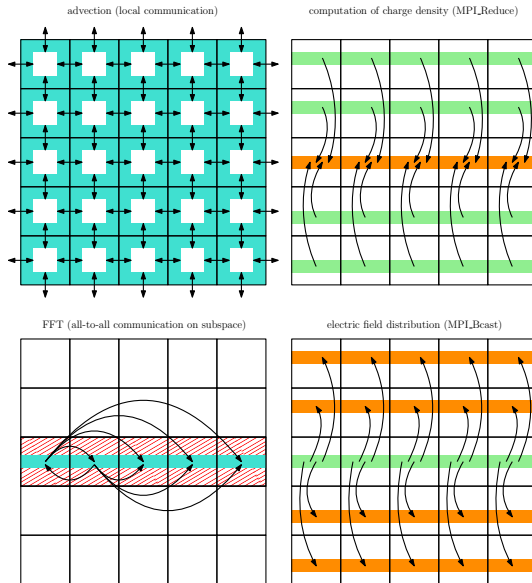 advection (local communication)
computation of charge density (MPI_Reduce)
FFT (all-to-all communication on subspace)
electric field distribution (MPI_Bcast)